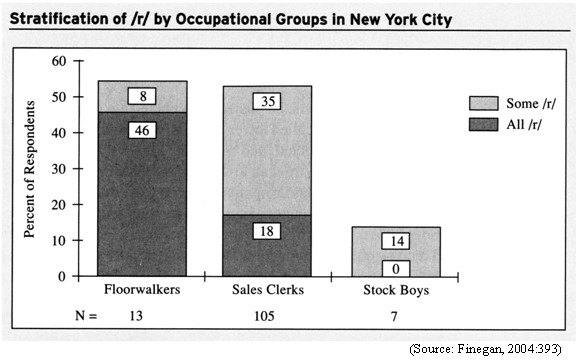 Stratification of /r/ by Occupational Groups in New York City
60
50
40
30
20
10
0
Percent of Respondents
8
46
35
18
14
0
Some /r/
All /r/
Floorwalkers Sales Clerks Stock Boys
N = 13 105 7
(Source: Finegan, 2004:393)